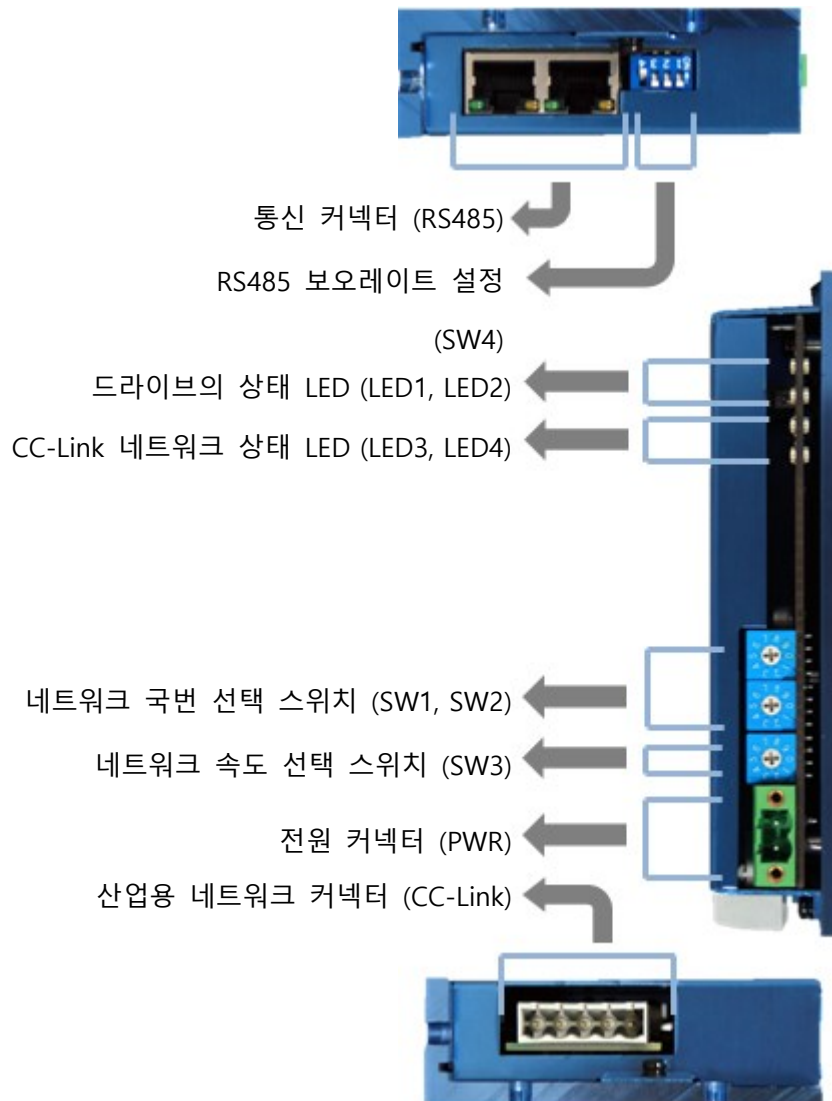 통신 커넥터 (RS485)
RS485 보오레이트 설정
(SW4)
드라이브의 상태 LED (LED1, LED2)
CC-Link 네트워크 상태 LED (LED3, LED4)
네트워크 국번 선택 스위치 (SW1, SW2)
네트워크 속도 선택 스위치 (SW3)
전원 커넥터 (PWR)
산업용 네트워크 커넥터 (CC-Link)